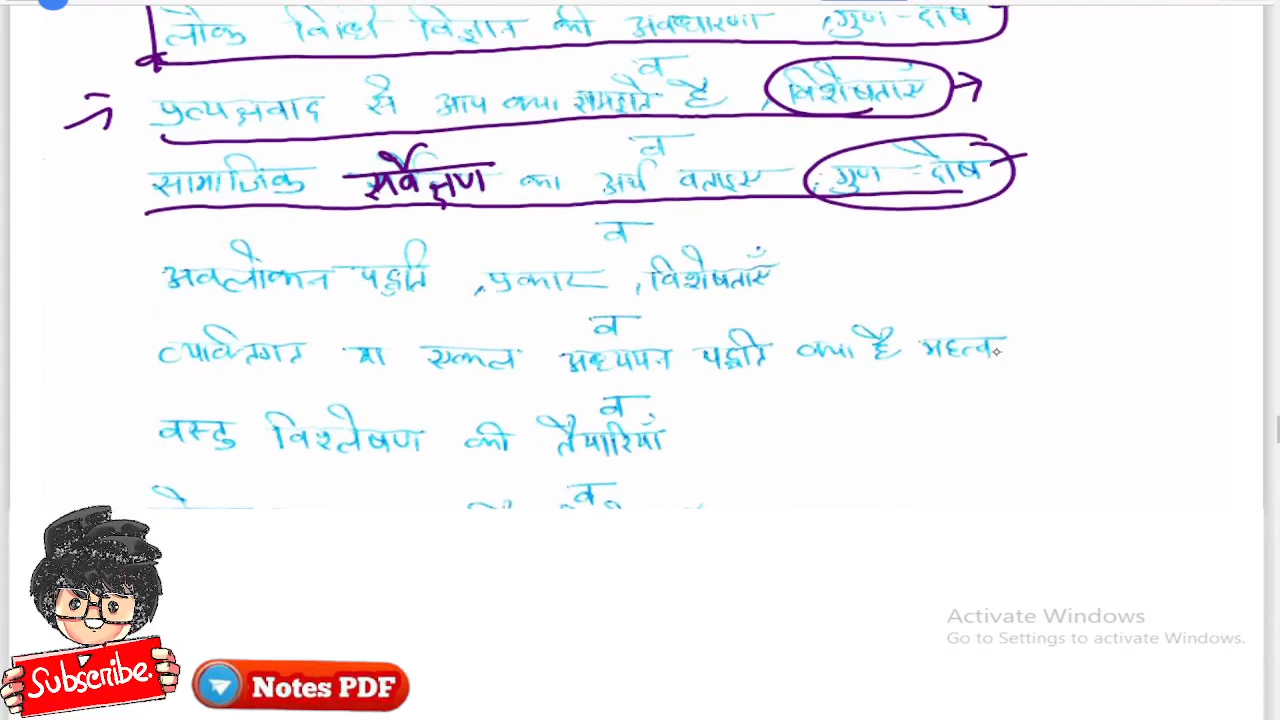 लोक विधि विज्ञान की अवधारणा, गुण-दोष
व
प्रत्यक्षवाद से आप क्या समझते है, विशेषताएँ
व
सामाजिक सर्वेक्षण का अर्थ बताइए, गुण-दोष
व
अवलोकन पद्धति, प्रकार, विशेषताएँ
व
व्यक्तिगत या एकल अध्ययन पद्धति क्या है महत्व
व
वस्तु विश्लेषण की तैयारियाँ
व
Subscribe.
Notes PDF
Activate Windows
Go to Settings to activate Windows.